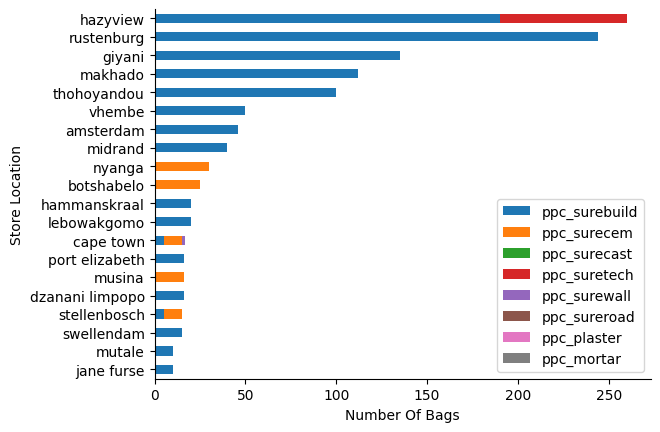 hazyview
rustenburg
giyani
makhado
thohoyandou
vhembe
amsterdam
midrand
nyanga
botshabelo
hammanskraal
lebowakgomo
cape town
port elizabeth
musina
dzanani limpopo
stellenbosch
swellendam
mutale
jane furse
Store Location
ppc_surebuild
ppc_surecem
ppc_surecast
ppc_suretech
ppc_surewall
ppc_sureroad
ppc_plaster
ppc_mortar
0 50 100 150 200 250
Number Of Bags